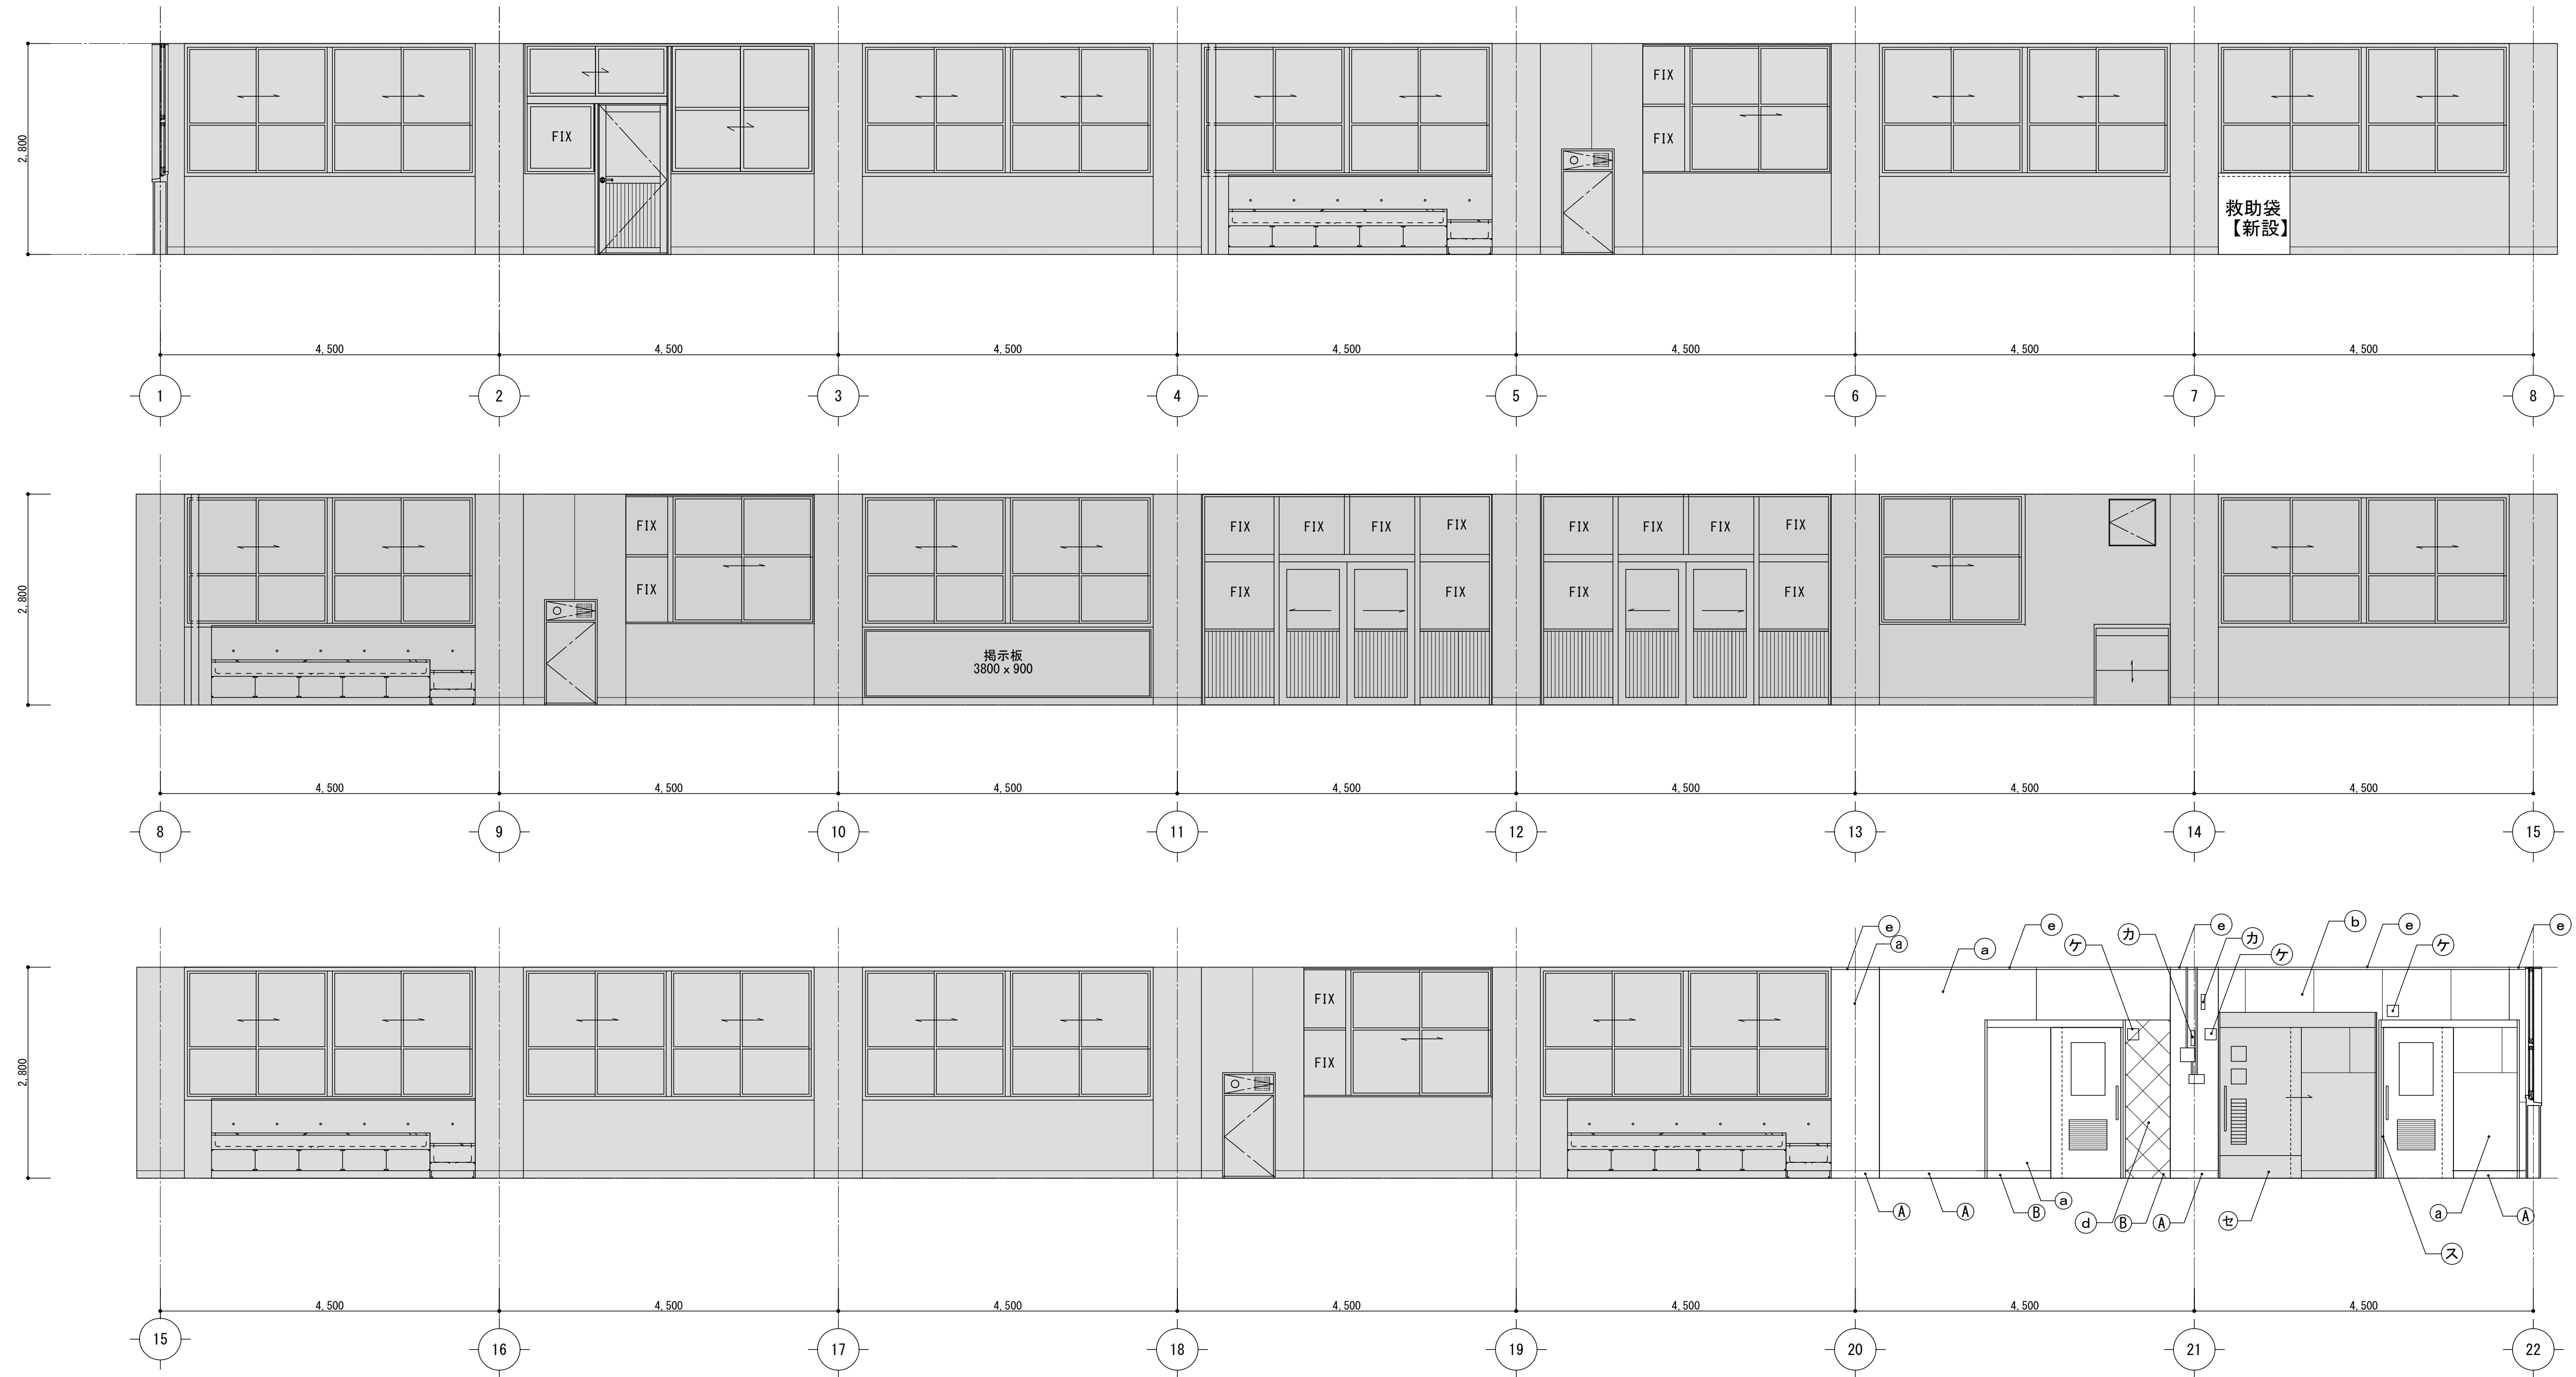 FIX
FIX
FIX
2,800
救助袋
【新設】
4,500 4,500 4,500 4,500 4,500 4,500 4,500
1 2 3 4 5 6 7 8
FIX FIX FIX FIX FIX FIX FIX FIX FIX
FIX FIX FIX FIX FIX
2,800
掲示板
3800 x 900
4,500 4,500 4,500 4,500 4,500 4,500 4,500
8 9 10 11 12 13 14 15
e e e b e e
a a ケ カ カ ケ ケ
FIX
FIX
2,800
A A B a d B A セ a A
ス
4,500 4,500 4,500 4,500 4,500 4,500 4,500
15 16 17 18 19 20 21 22